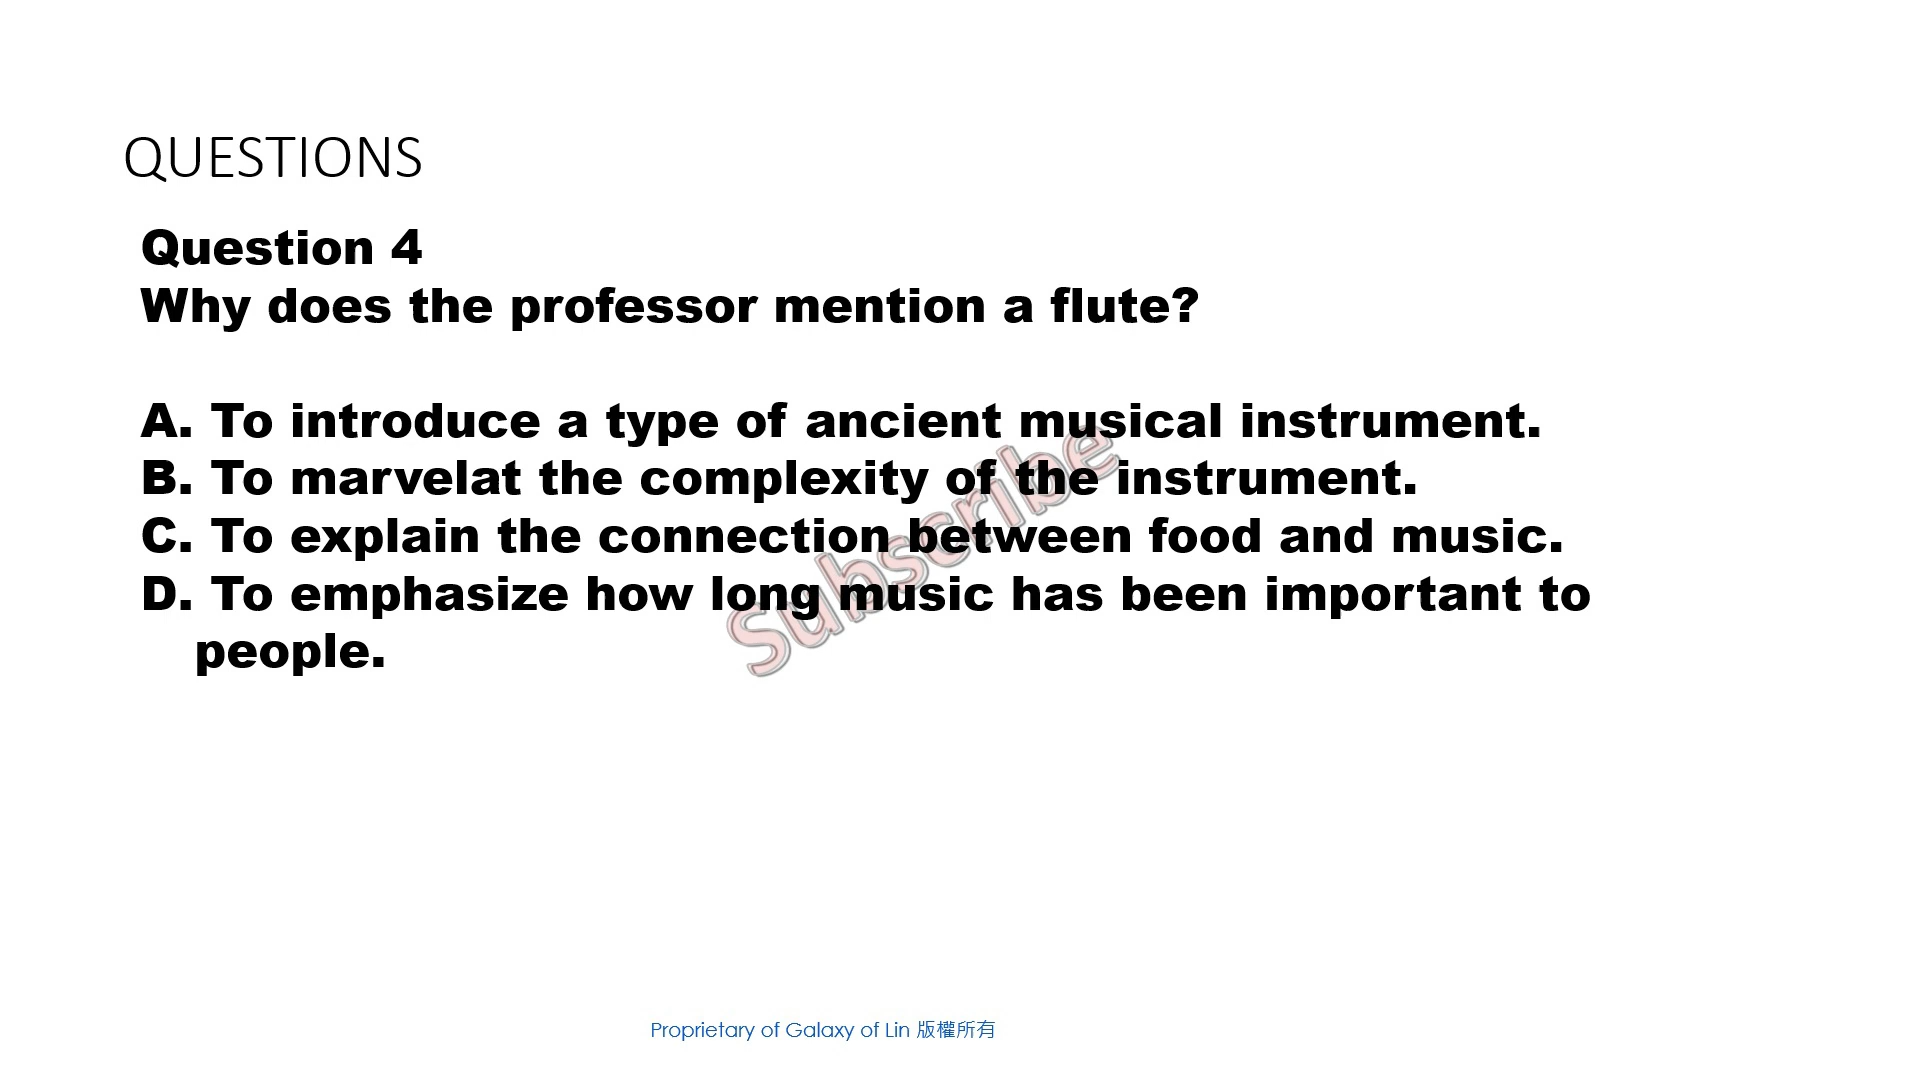 QUESTIONS
Question 4
Why does the professor mention a flute?
A. To introduce a type of ancient musical instrument.
B. To marvelat the complexity of the instrument.
C. To explain the connection between food and music.
D. To emphasize how long music has been important to
people.
Subscribe
Proprietary of Galaxy of Lin 版權所有